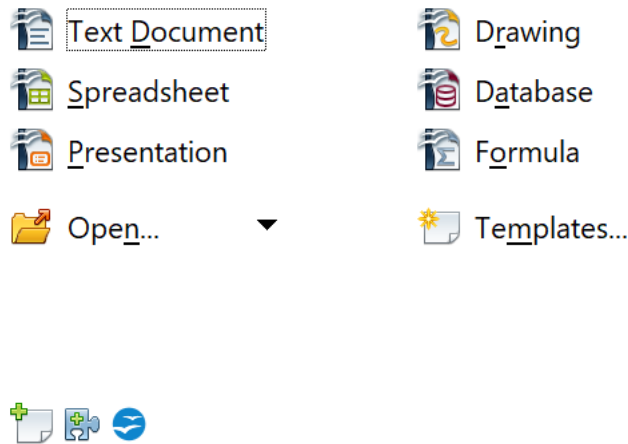 Text Document
Drawing
Spreadsheet
Database
Presentation
Formula
Open...
Templates...